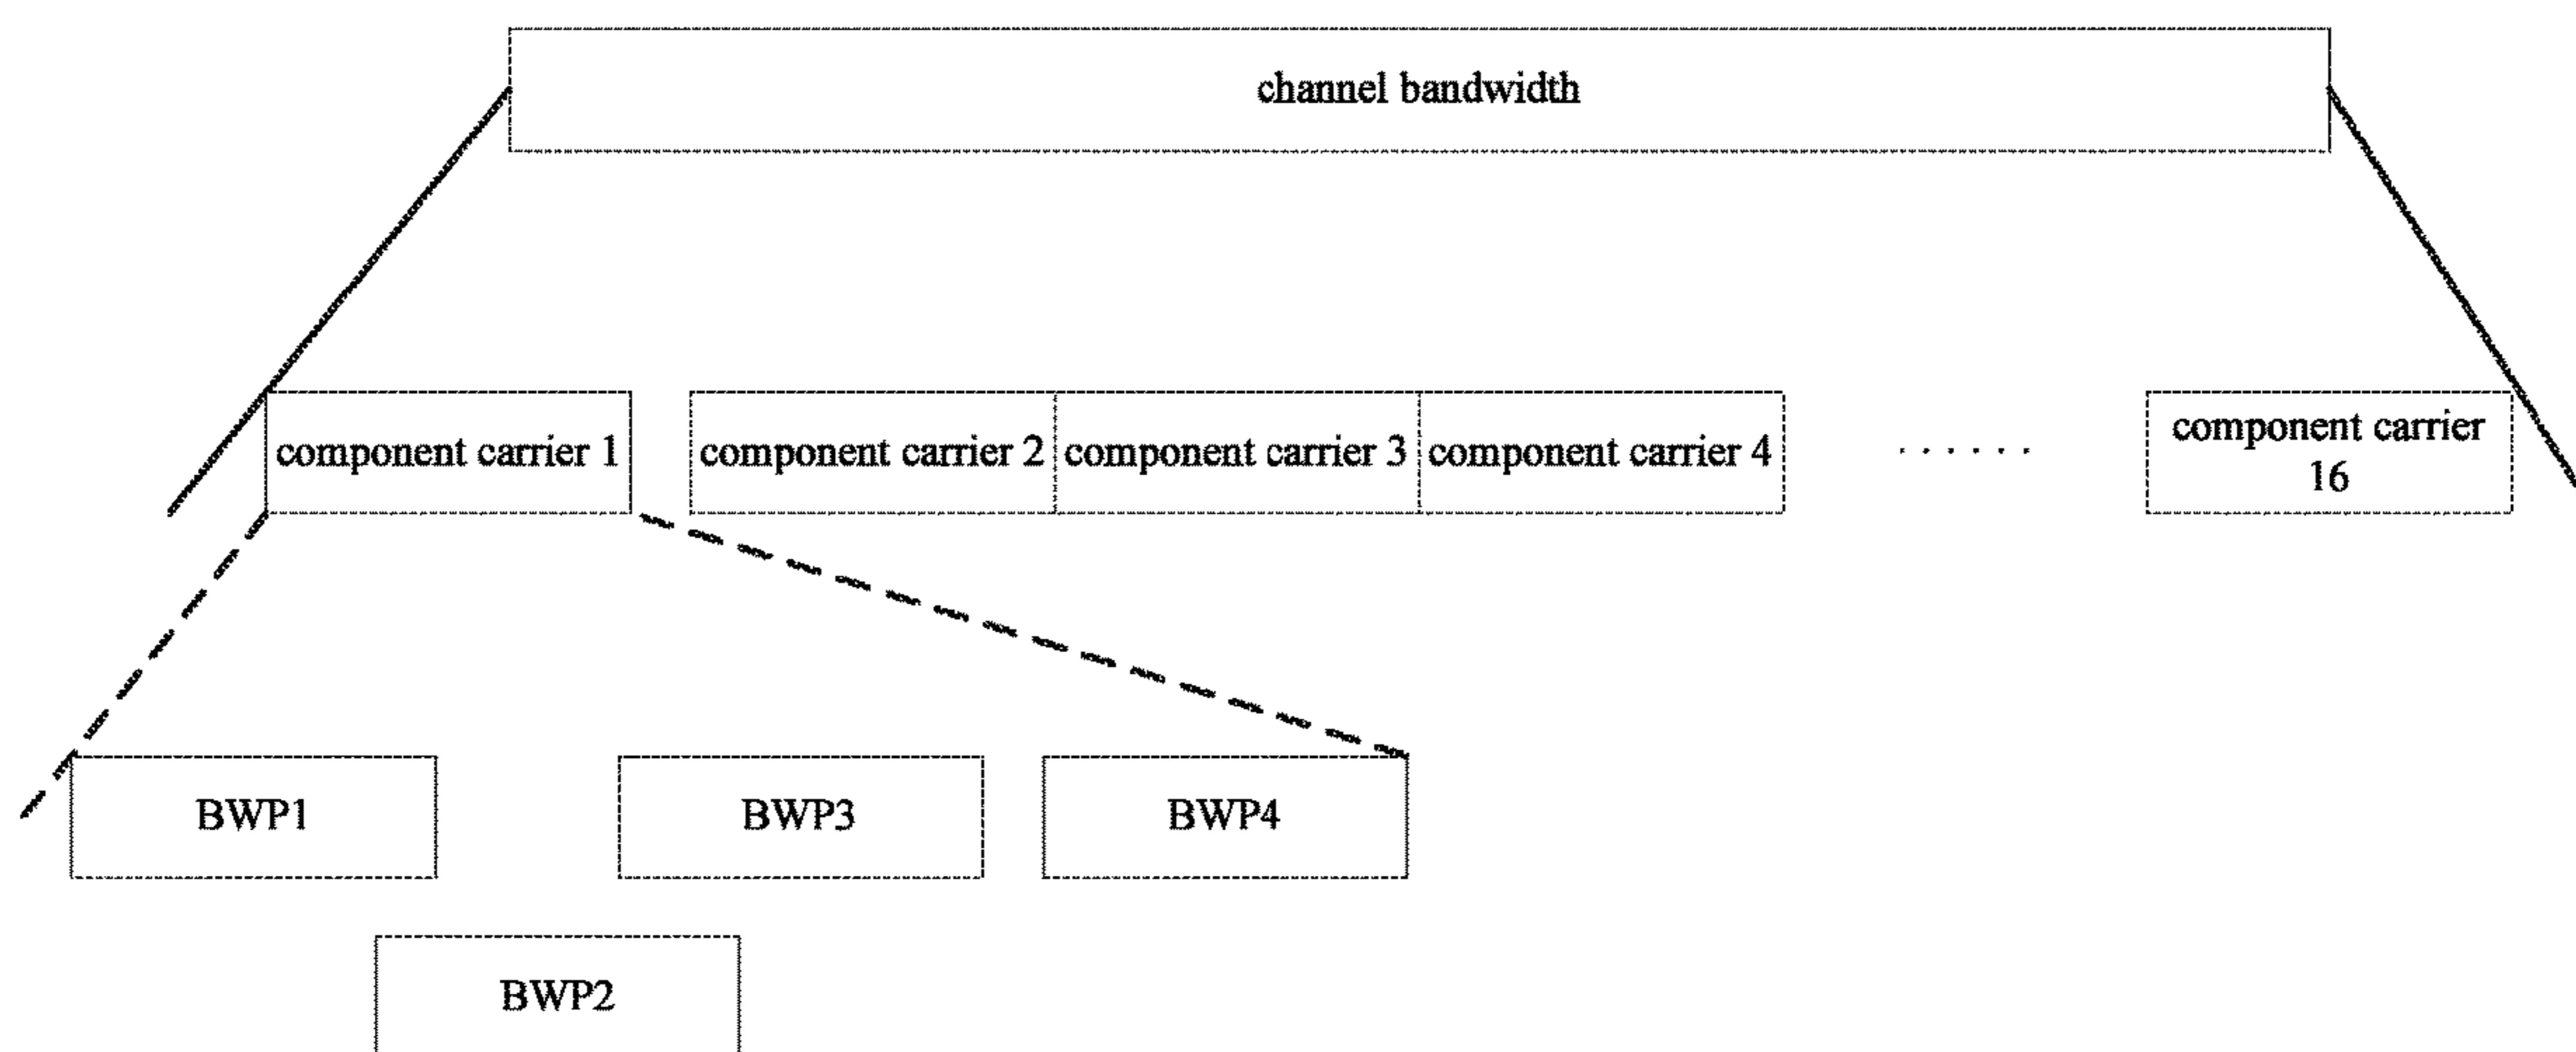 channel bandwidth
component carrier 1
component carrier 2
component carrier 3
component carrier 4
......
component carrier
16
BWP1
BWP3
BWP4
BWP2